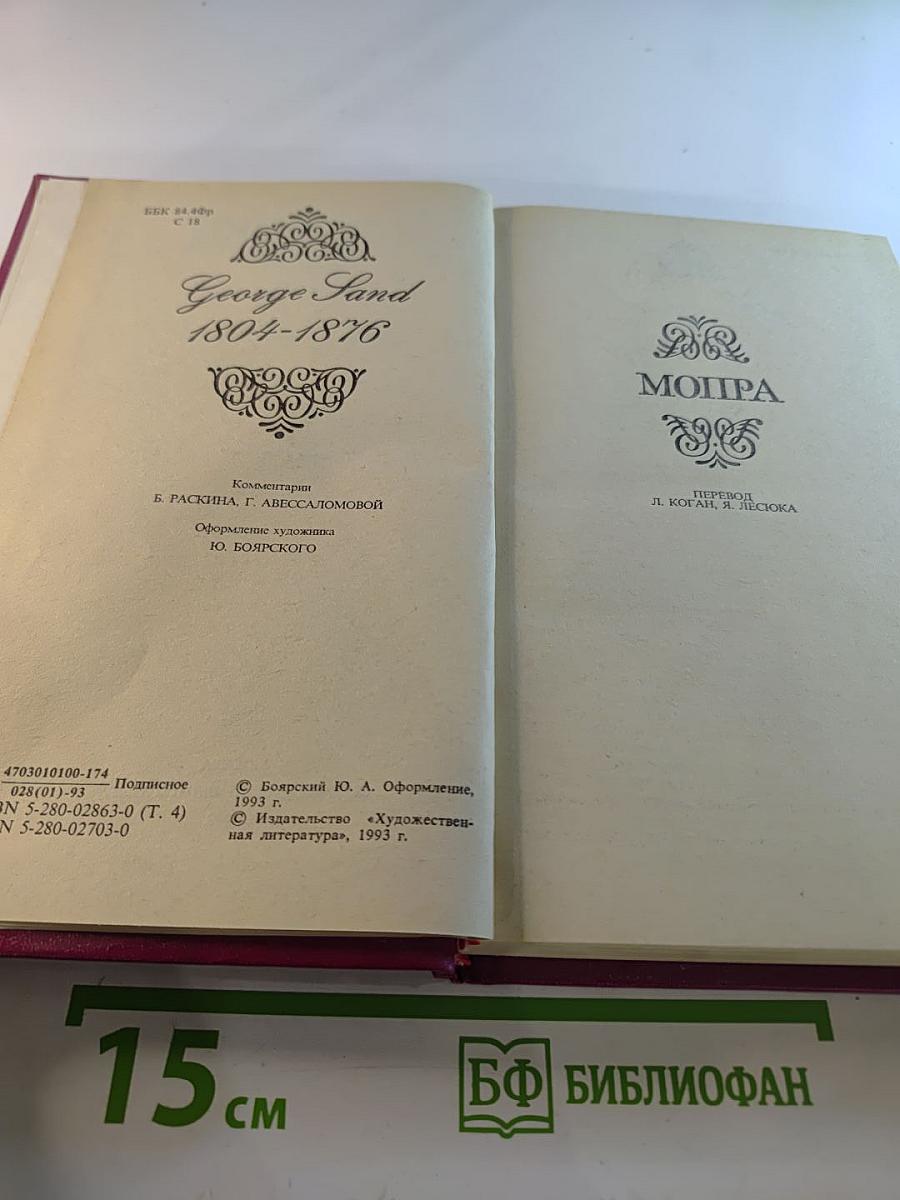 ББК 84.4Фр
С 18
George Sand
1804-1876
Комментарии
Б. РАСКИНА, Г. АВЕССАЛОМОВОЙ
Оформление художника
Ю. БОЯРСКОГО
4703010100-174
028(01)-93
Подписное
BN 5-280-02863-0 (Т. 4)
N 5-280-02703-0
© Боярский Ю. А. Оформление,
1993 г.
© Издательство «Художествен-
ная литература», 1993 г.
МОПРА
ПЕРЕВОД
Л. КОГАН, Я. ЛЕСЮКА
15 см
БФ БИБЛИОФАН